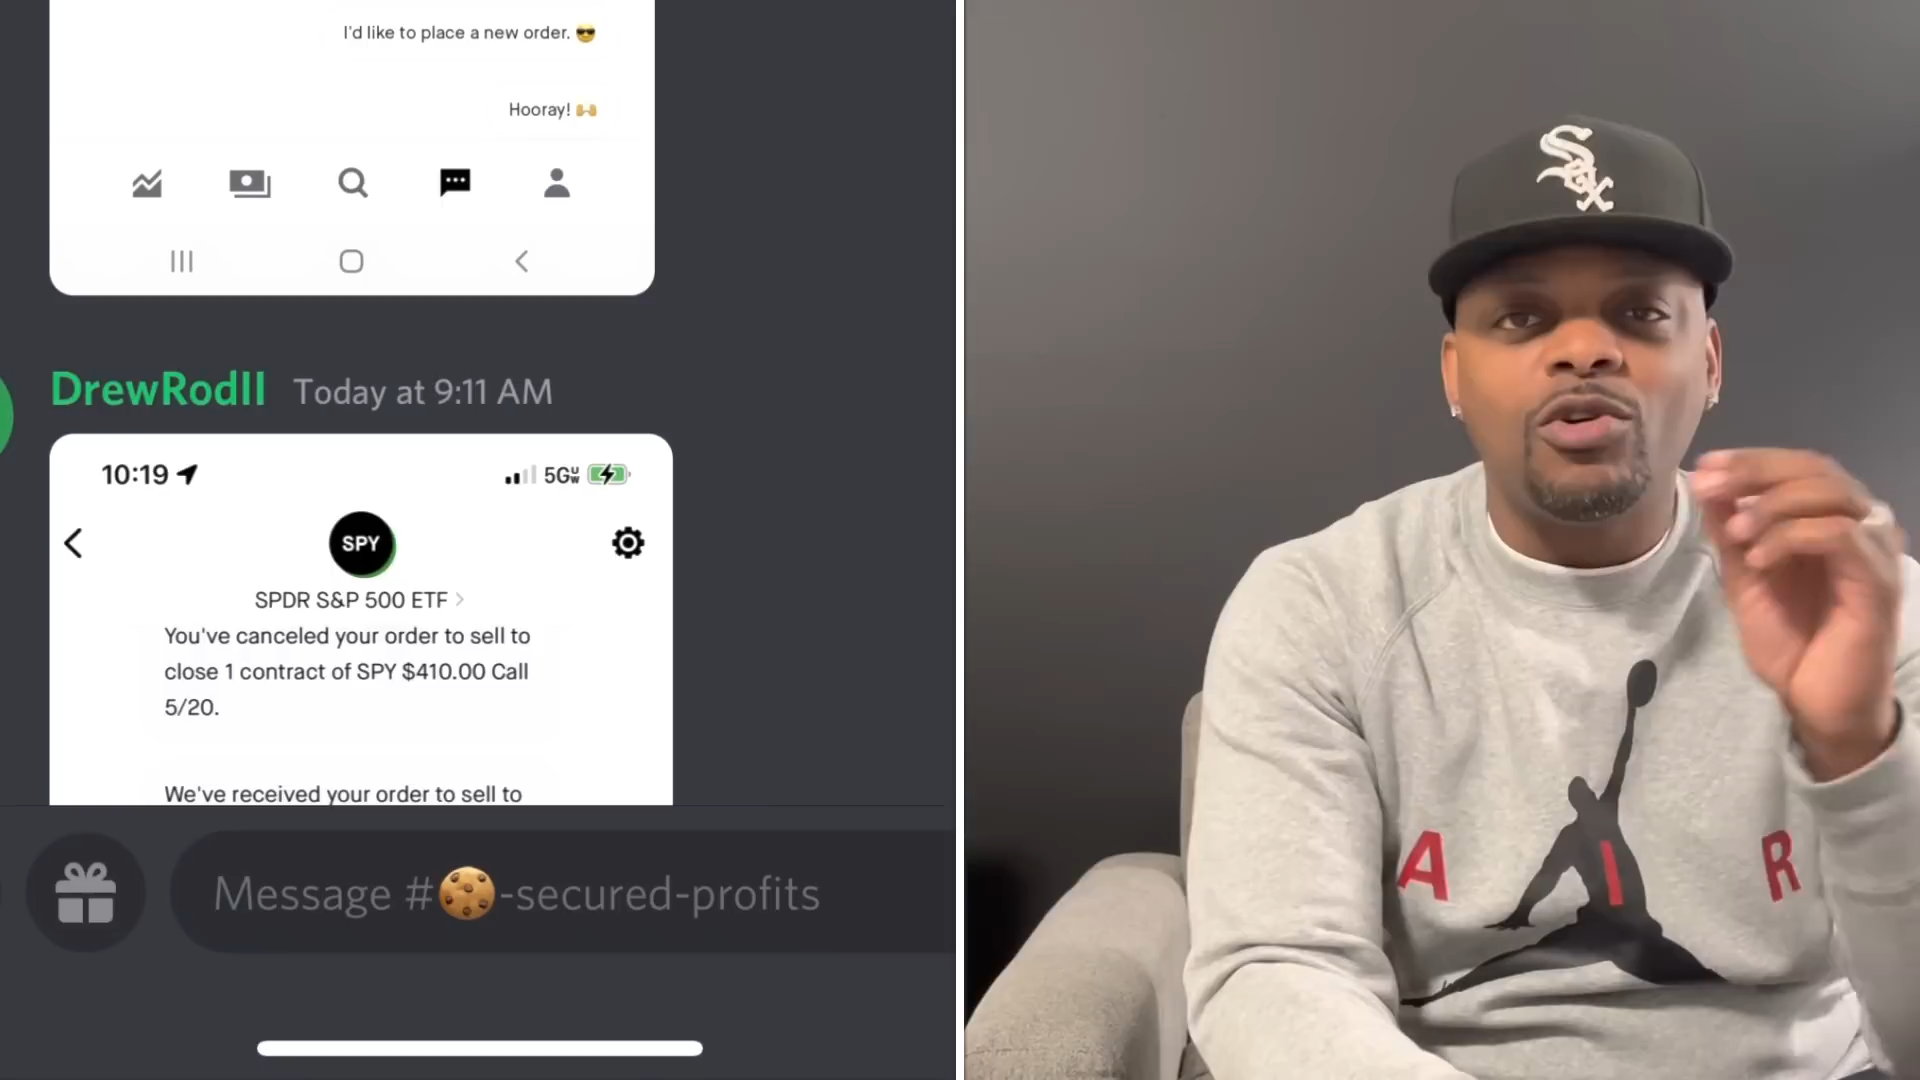 I'd like to place a new order. 😎
Hooray! 🙌
DrewRodII Today at 9:11 AM
10:19 5GUW
SPY
SPDR S&P 500 ETF >
You've canceled your order to sell to
close 1 contract of SPY $410.00 Call
5/20.
We've received your order to sell to
Message #🍪-secured-profits
Sox
A I R